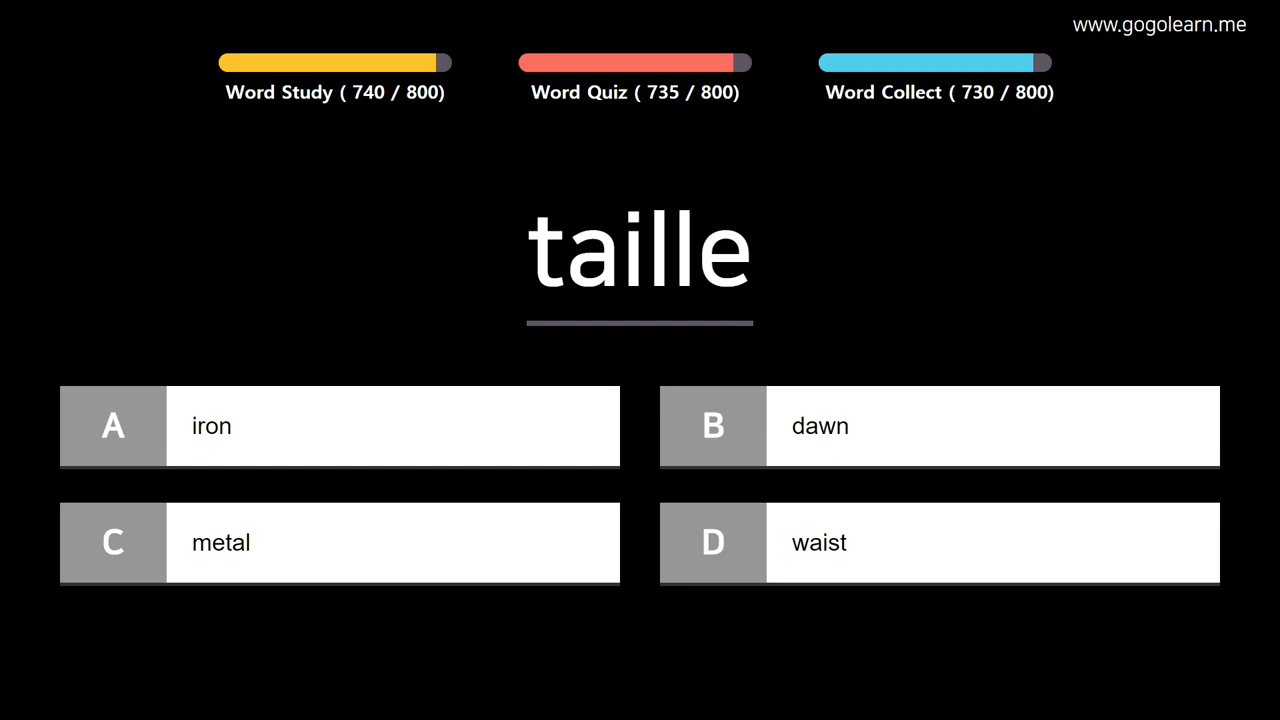 www.gogolearn.me
Word Study ( 740 / 800)
Word Quiz ( 735 / 800)
Word Collect ( 730 / 800)
taille
A iron
B dawn
C metal
D waist